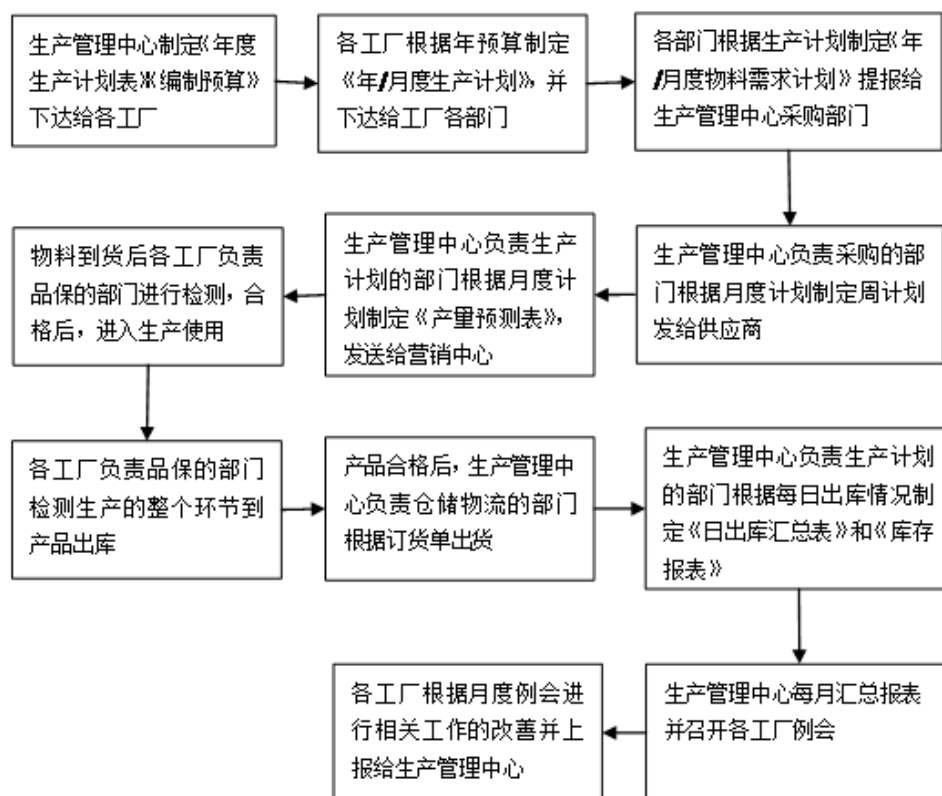 生产管理中心制定《年度
生产计划表》《编制预算》
下达给各工厂
各工厂根据年预算制定
《年/月度生产计划》，并
下达给工厂各部门
各部门根据生产计划制定《年
/月度物料需求计划》提报给
生产管理中心采购部门
生产管理中心负责采购的部
门根据月度计划制定周计划
发给供应商
生产管理中心负责生产
计划的部门根据月度计
划制定《产量预测表》，
发送给营销中心
物料到货后各工厂负责
品保的部门进行检测，合
格后，进入生产使用
各工厂负责品保的部门
检测生产的整个环节到
产品出库
产品合格后，生产管理中
心负责仓储物流的部门
根据订货单出货
生产管理中心负责生产计划
的部门根据每日出库情况制
定《日出库汇总表》和《库存
报表》
生产管理中心每月汇总报表
并召开各工厂例会
各工厂根据月度例会进
行相关工作的改善并上
报给生产管理中心